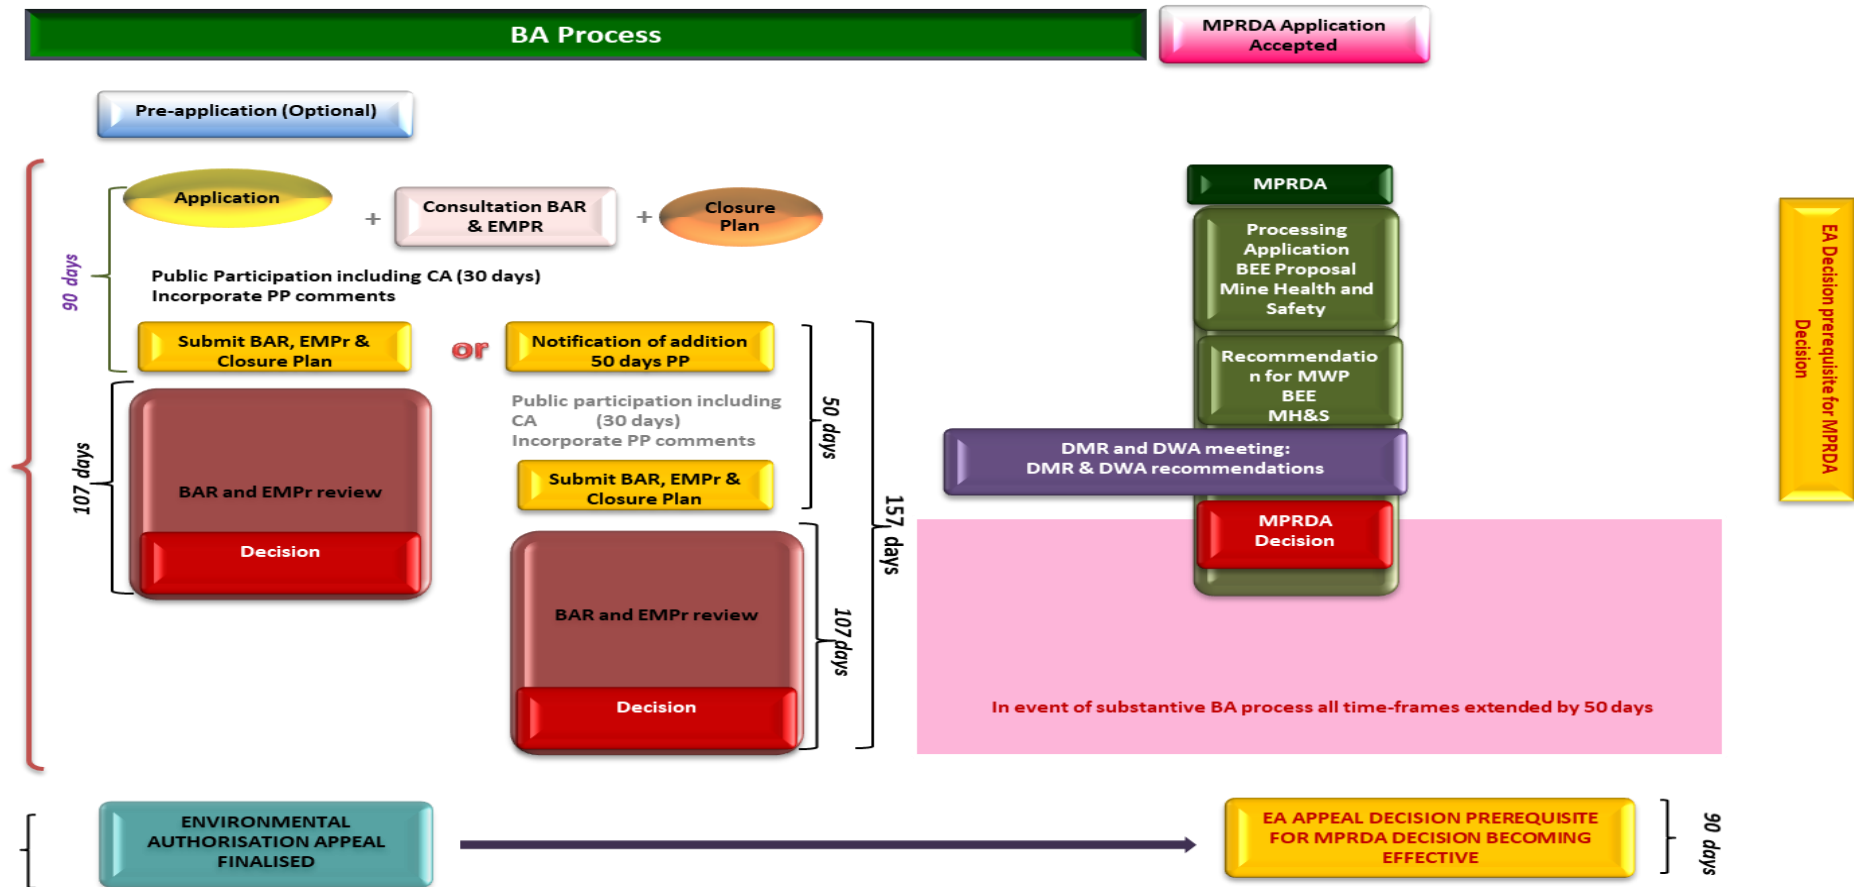 BA Process
MPRDA Application
Accepted
Pre-application (Optional)
Application
+
Consultation BAR
& EMPR
+
Closure
Plan
90 days
Public Participation including CA (30 days)
Incorporate PP comments
Submit BAR, EMPr &
Closure Plan
or
Notification of addition
50 days PP
Public participation including
CA (30 days)
Incorporate PP comments
Submit BAR, EMPr &
Closure Plan
50 days
107 days
BAR and EMPr review
Decision
BAR and EMPr review
Decision
107 days
157 days
MPRDA
Processing
Application
BEE Proposal
Mine Health and
Safety
Recommendatio
n for MWP
BEE
MH&S
DMR and DWA meeting:
DMR & DWA recommendations
MPRDA
Decision
In event of substantive BA process all time-frames extended by 50 days
EA Decision prerequisite for MPRDA
Decision
ENVIRONMENTAL
AUTHORISATION APPEAL
FINALISED
EA APPEAL DECISION PREREQUISITE
FOR MPRDA DECISION BECOMING
EFFECTIVE
90 days